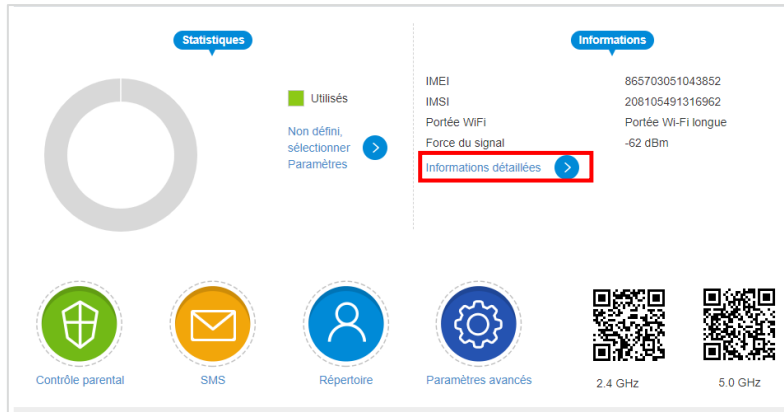 Statistiques
Utilisés
Non défini,
sélectionner
Paramètres
Informations
IMEI 865703051043852
IMSI 208105491316962
Portée WiFi Portée Wi-Fi longue
Force du signal -62 dBm
Informations détaillées
Contrôle parental
SMS
Répertoire
Paramètres avancés
2.4 GHz
5.0 GHz